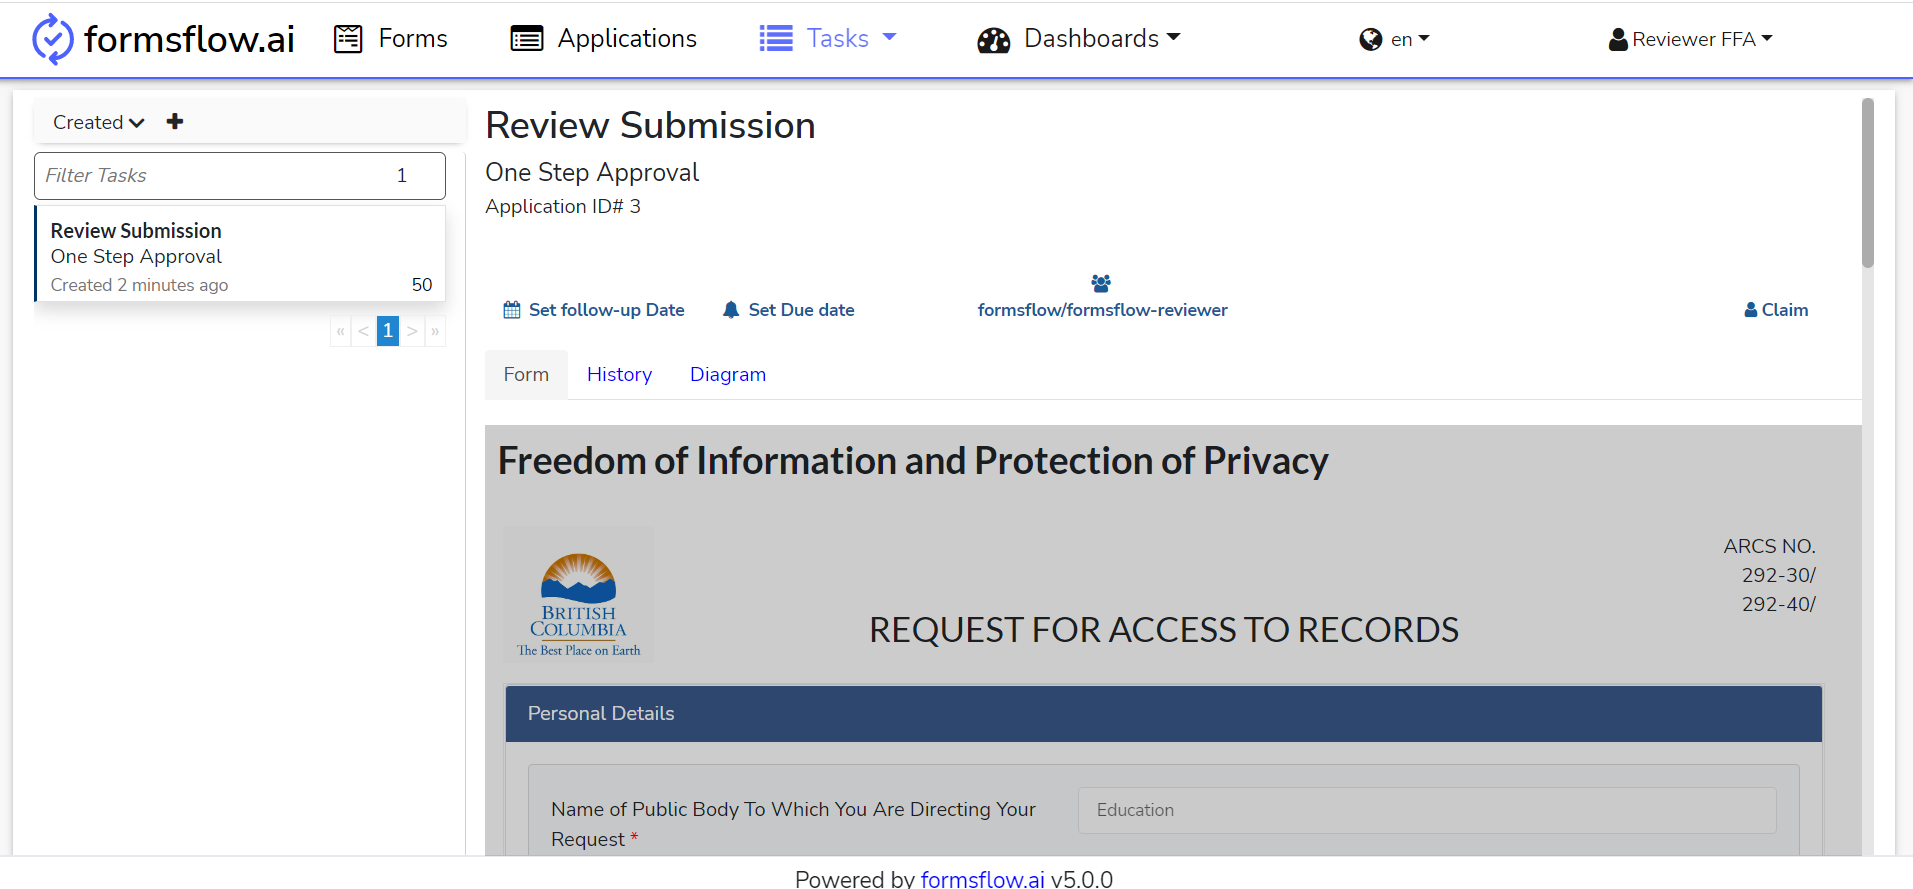 formsflow.ai
Forms
Applications
Tasks
Dashboards
en
Reviewer FFA
Created
Filter Tasks 1
Review Submission
One Step Approval
Created 2 minutes ago 50
« < 1 > »
Review Submission
One Step Approval
Application ID# 3
Set follow-up Date
Set Due date
formsflow/formsflow-reviewer
Claim
Form
History
Diagram
Freedom of Information and Protection of Privacy
BRITISH
COLUMBIA
The Best Place on Earth
REQUEST FOR ACCESS TO RECORDS
ARCS NO.
292-30/
292-40/
Personal Details
Name of Public Body To Which You Are Directing Your
Request *
Education
Powered by formsflow.ai v5.0.0